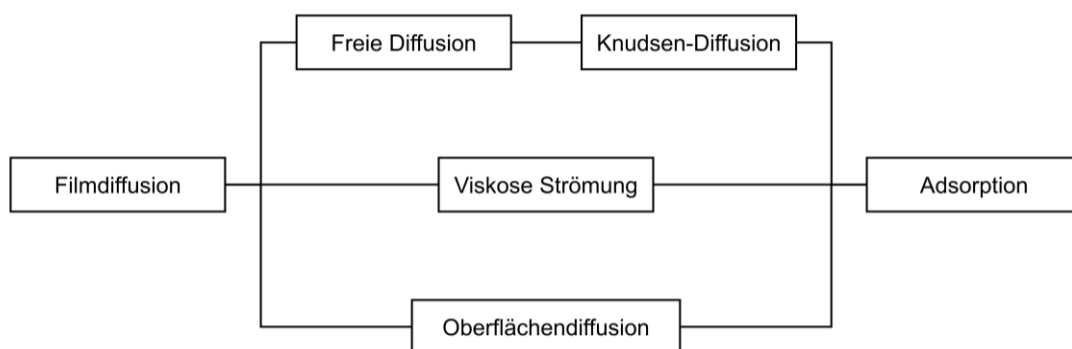 Freie Diffusion
Knudsen-Diffusion
Filmdiffusion
Viskose Strömung
Adsorption
Oberflächendiffusion